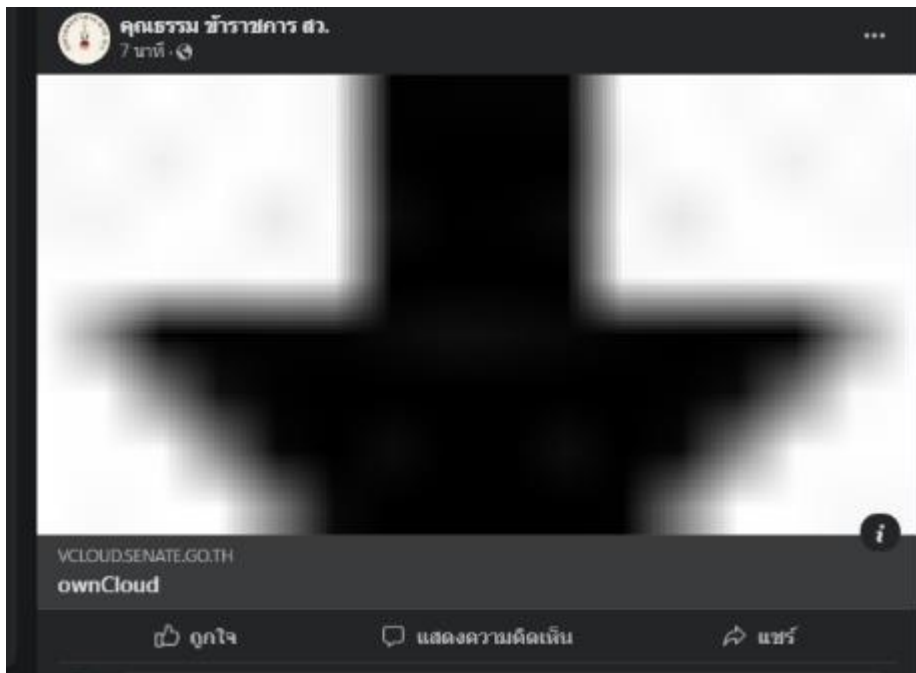 คุณธรรม ข้าราชการ สว.
7 นาที ·
VCLOUD.SENATE.GO.TH
ownCloud
ถูกใจ
แสดงความคิดเห็น
แชร์